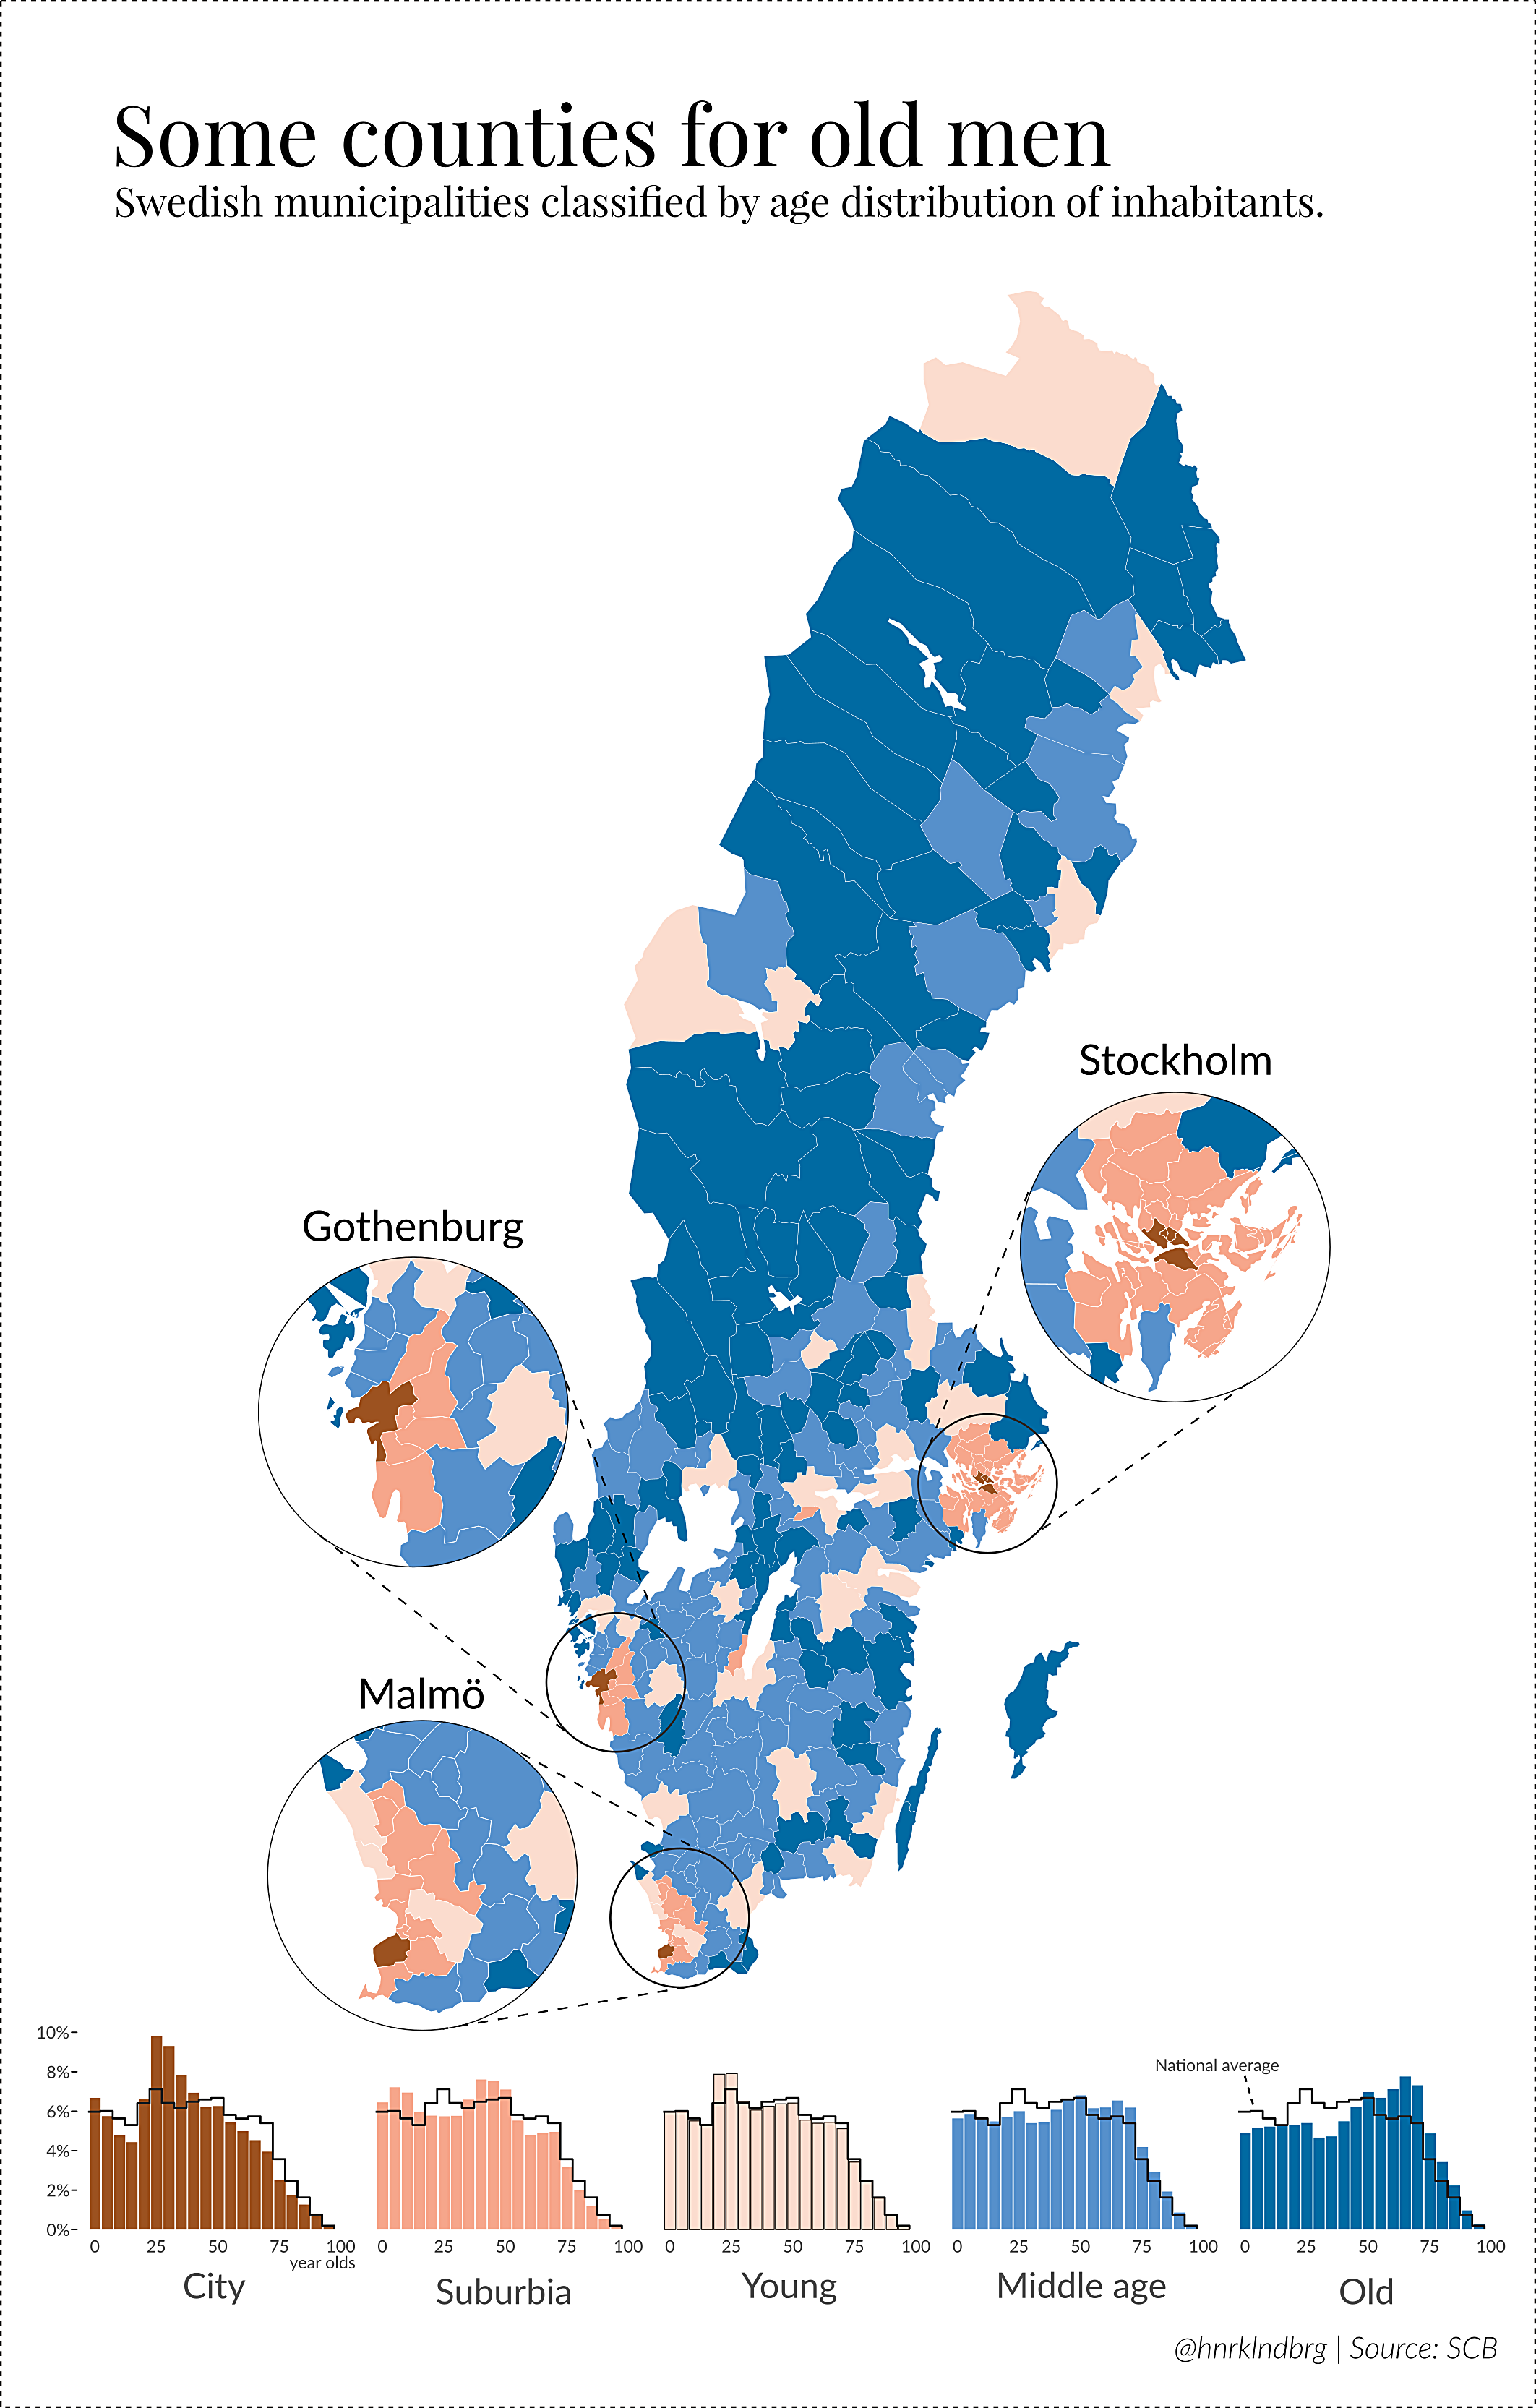 Some counties for old men
Swedish municipalities classified by age distribution of inhabitants.
Stockholm
Gothenburg
Malmö
10%
8%
6%
4%
2%
0%
National average
0 25 50 75 100
year olds
0 25 50 75 100
0 25 50 75 100
0 25 50 75 100
0 25 50 75 100
City
Suburbia
Young
Middle age
Old
@hnrklndbrg | Source: SCB